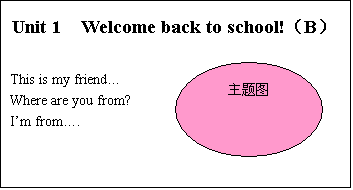 Unit 1    Welcome back to school!（B）
This is my friend…
主题图
Where are you from?
I’m from….